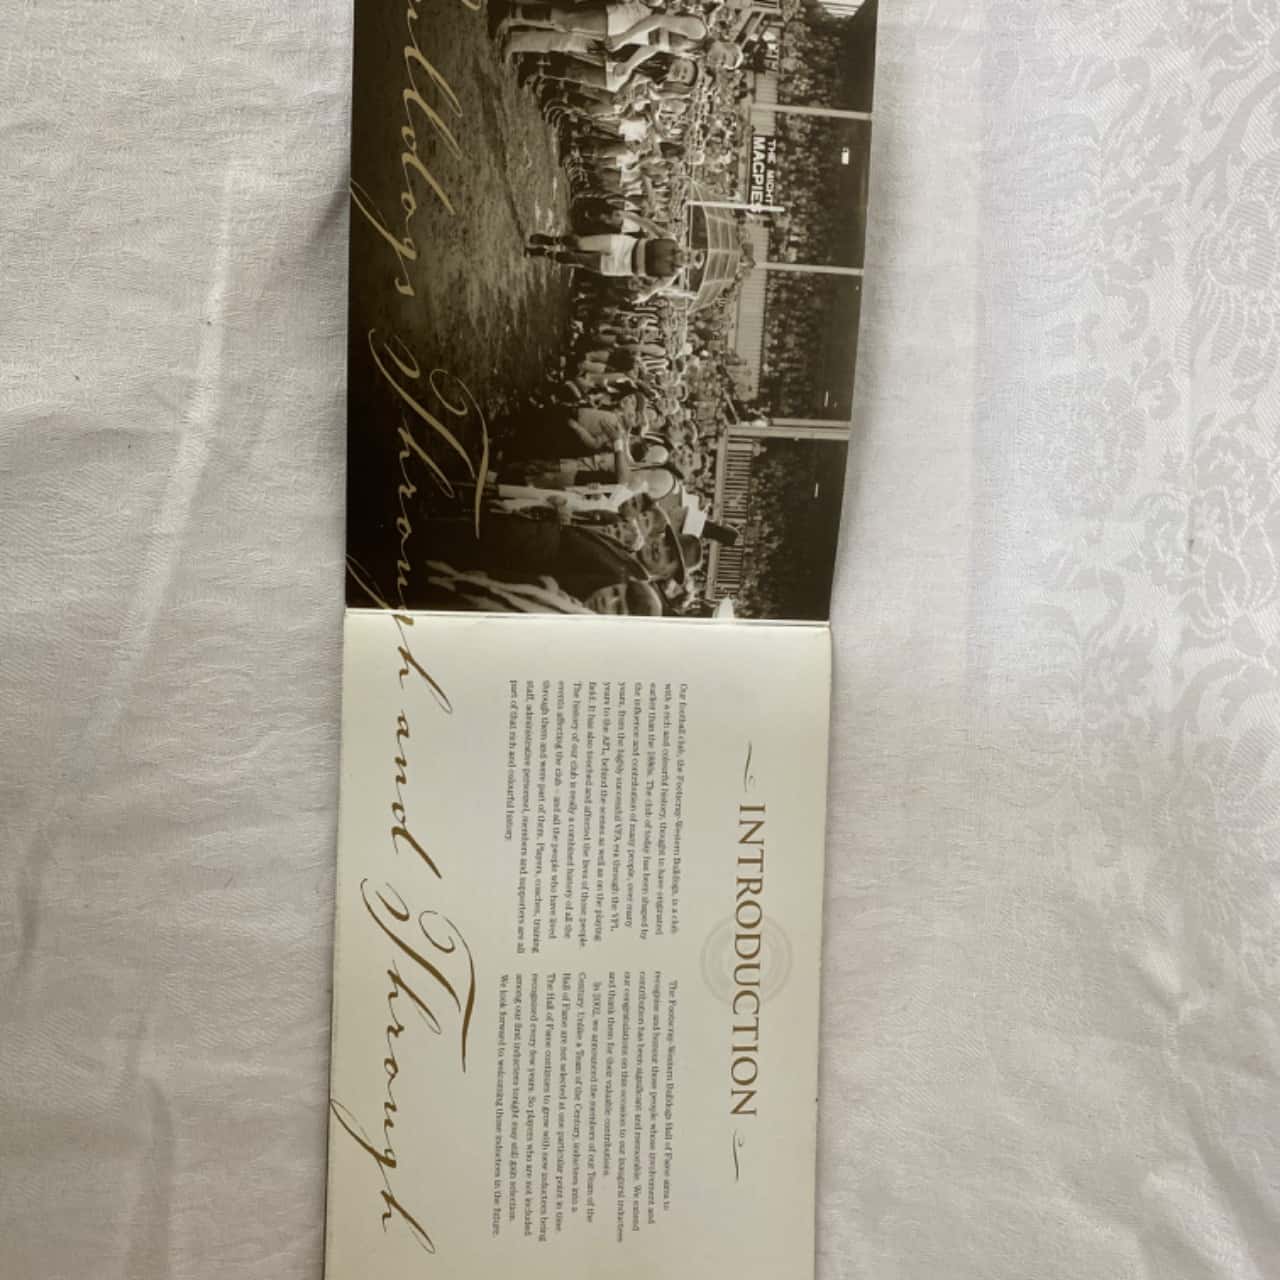 THE MIGHTY
MAGPIES
Bulldogs Through and Through
INTRODUCTION
Our football club, the Footscray-Western Bulldogs, is a club
with a rich and colourful history, thought to have originated
earlier than the 1880s. The club of today has been shaped by
the influence and contribution of many people, over many
years, from the highly successful VFA era through the VFL
years to the AFL, behind the scenes as well as on the playing
field. It has also touched and affected the lives of those people.
The history of our club is really a combined history of all the
events affecting the club - and all the people who have lived
through them and were part of them. Players, coaches, training
staff, administrative personnel, members and supporters are all
part of that rich and colourful history.
The Footscray-Western Bulldogs Hall of Fame aims to
recognise and honour those people whose involvement and
contribution has been significant and memorable. We extend
our congratulations on this occasion to our inaugural inductees
and thank them for their valuable contributions.
In 2002, we announced the members of our Team of the
Century. Unlike a Team of the Century, inductees into a
Hall of Fame are not selected at one particular point in time.
The Hall of Fame continues to grow with new inductees being
recognised every few years. So players who are not included
among our first inductees tonight may still gain selection.
We look forward to welcoming those inductees in the future.